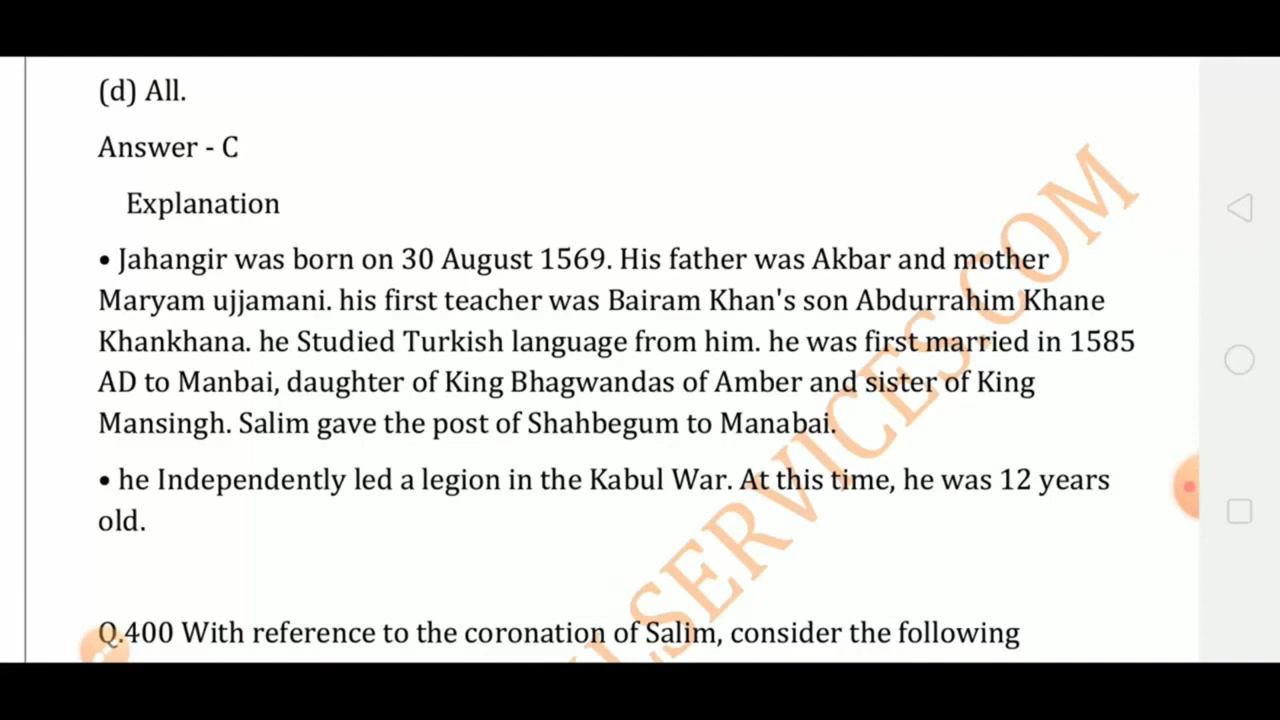 (d) All.
Answer - C
Explanation
• Jahangir was born on 30 August 1569. His father was Akbar and mother
Maryam ujjamani. his first teacher was Bairam Khan's son Abdurrahim Khane
Khankhana. he Studied Turkish language from him. he was first married in 1585
AD to Manbai, daughter of King Bhagwandas of Amber and sister of King
Mansingh. Salim gave the post of Shahbegum to Manabai.
• he Independently led a legion in the Kabul War. At this time, he was 12 years
old.
Q.400 With reference to the coronation of Salim, consider the following
LSERVICES.COM